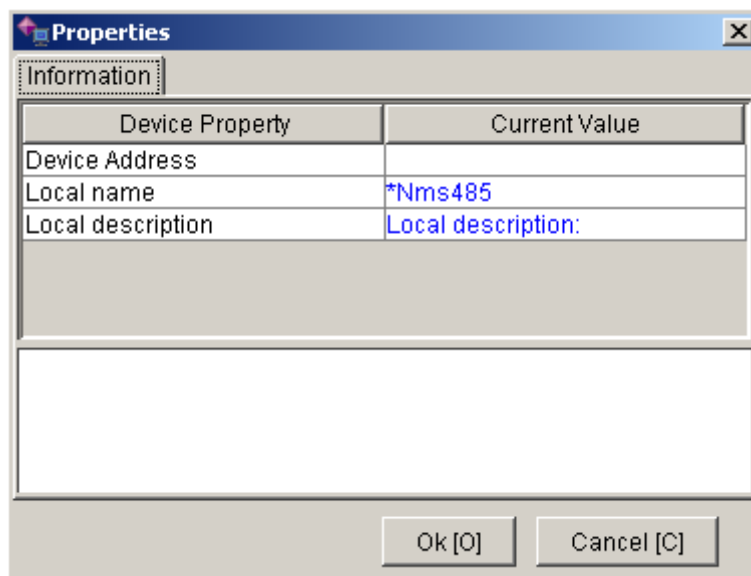 Properties
Information
Device Property Current Value
Device Address
Local name *Nms485
Local description Local description:
Ok [O] Cancel [C]